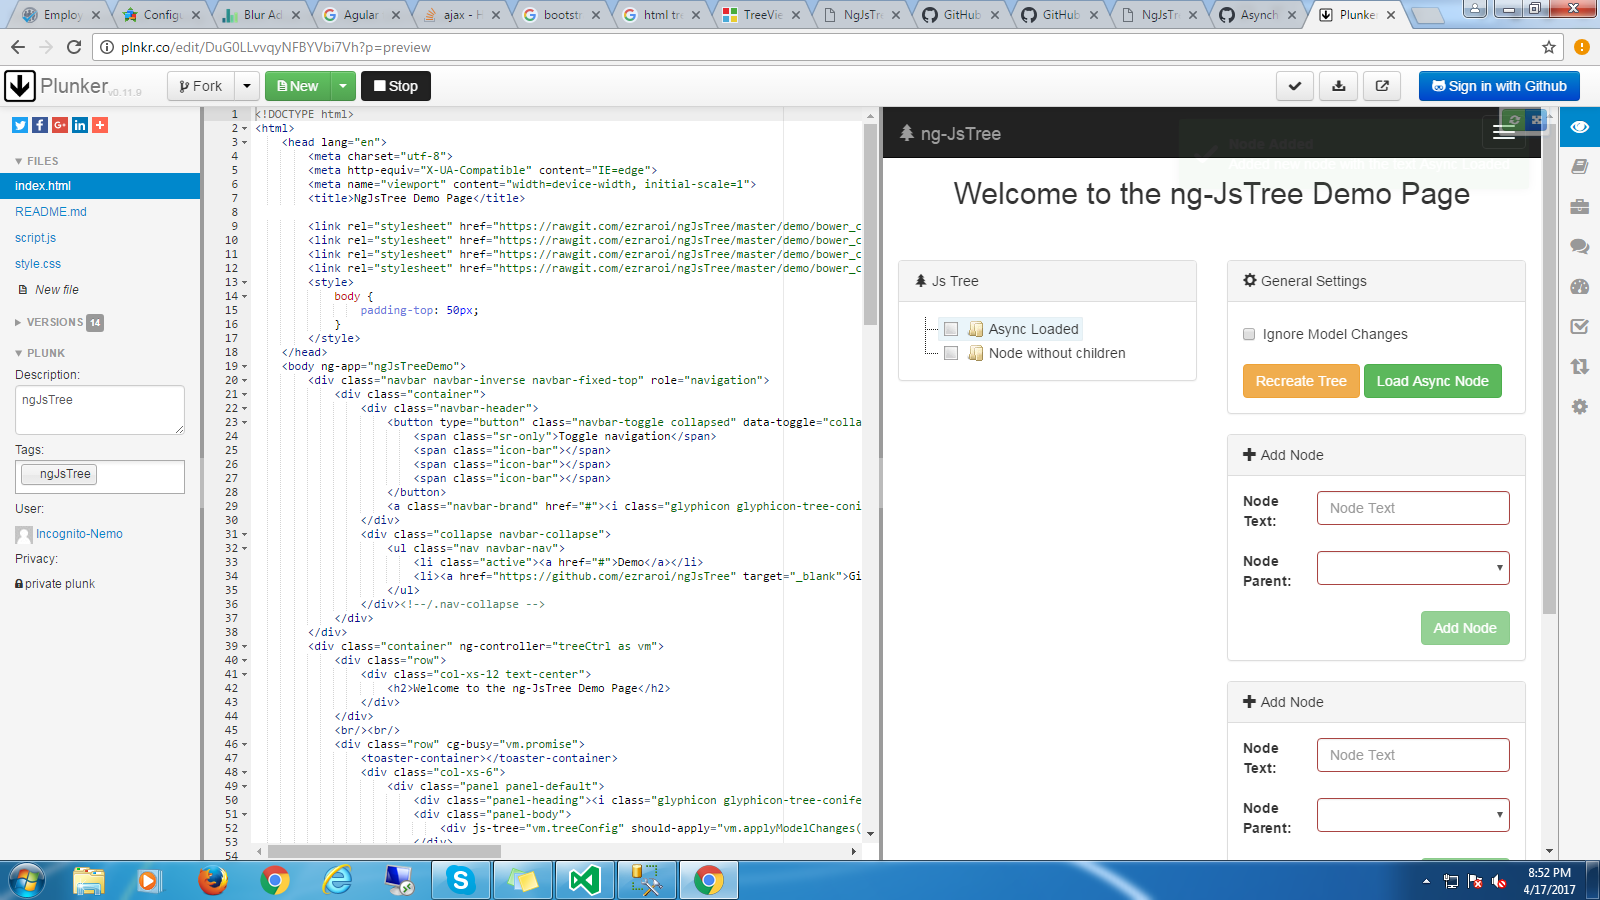 Employ
Configu
Blur Ad
Agular
ajax - H
bootstr
html tre
TreeVie
NgJsTre
GitHub
GitHub
NgJsTre
Asynch
Plunker
plnkr.co/edit/DuG0LLvvqyNFBYVbi7Vh?p=preview
Plunker v0.11.9
Fork
New
Stop
Sign in with Github
FILES
index.html
README.md
script.js
style.css
New file
VERSIONS 14
PLUNK
Description:
ngJsTree
Tags:
ngJsTree
User:
Incognito-Nemo
Privacy:
private plunk
1 <!DOCTYPE html>
2 <html>
3 <head lang="en">
4 <meta charset="utf-8">
5 <meta http-equiv="X-UA-Compatible" content="IE=edge">
6 <meta name="viewport" content="width=device-width, initial-scale=1">
7 <title>NgJsTree Demo Page</title>
8
9 <link rel="stylesheet" href="https://rawgit.com/ezraroi/ngJsTree/master/demo/bower_c
10 <link rel="stylesheet" href="https://rawgit.com/ezraroi/ngJsTree/master/demo/bower_c
11 <link rel="stylesheet" href="https://rawgit.com/ezraroi/ngJsTree/master/demo/bower_c
12 <link rel="stylesheet" href="https://rawgit.com/ezraroi/ngJsTree/master/demo/bower_c
13 <style>
14 body {
15 padding-top: 50px;
16 }
17 </style>
18 </head>
19 <body ng-app="ngJsTreeDemo">
20 <div class="navbar navbar-inverse navbar-fixed-top" role="navigation">
21 <div class="container">
22 <div class="navbar-header">
23 <button type="button" class="navbar-toggle collapsed" data-toggle="colla
24 <span class="sr-only">Toggle navigation</span>
25 <span class="icon-bar"></span>
26 <span class="icon-bar"></span>
27 <span class="icon-bar"></span>
28 </button>
29 <a class="navbar-brand" href="#"><i class="glyphicon glyphicon-tree-coni
30 </div>
31 <div class="collapse navbar-collapse">
32 <ul class="nav navbar-nav">
33 <li class="active"><a href="#">Demo</a></li>
34 <li><a href="https://github.com/ezraroi/ngJsTree" target="_blank">Gi
35 </ul>
36 </div><!--/.nav-collapse -->
37 </div>
38 </div>
39 <div class="container" ng-controller="treeCtrl as vm">
40 <div class="row">
41 <div class="col-xs-12 text-center">
42 <h2>Welcome to the ng-JsTree Demo Page</h2>
43 </div>
44 </div>
45 <br/><br/>
46 <div class="row" cg-busy="vm.promise">
47 <toaster-container></toaster-container>
48 <div class="col-xs-6">
49 <div class="panel panel-default">
50 <div class="panel-heading"><i class="glyphicon glyphicon-tree-conife
51 <div class="panel-body">
52 <div js-tree="vm.treeConfig" should-apply="vm.applyModelChanges(
53 </div>
54
ng-JsTree
Node Added
Added new node with the text Async Loaded
Welcome to the ng-JsTree Demo Page
Js Tree
Async Loaded
Node without children
General Settings
Ignore Model Changes
Recreate Tree
Load Async Node
Add Node
Node Text:
Node Text
Node Parent:
Add Node
Add Node
Node Text:
Node Text
Node Parent:
8:52 PM
4/17/2017